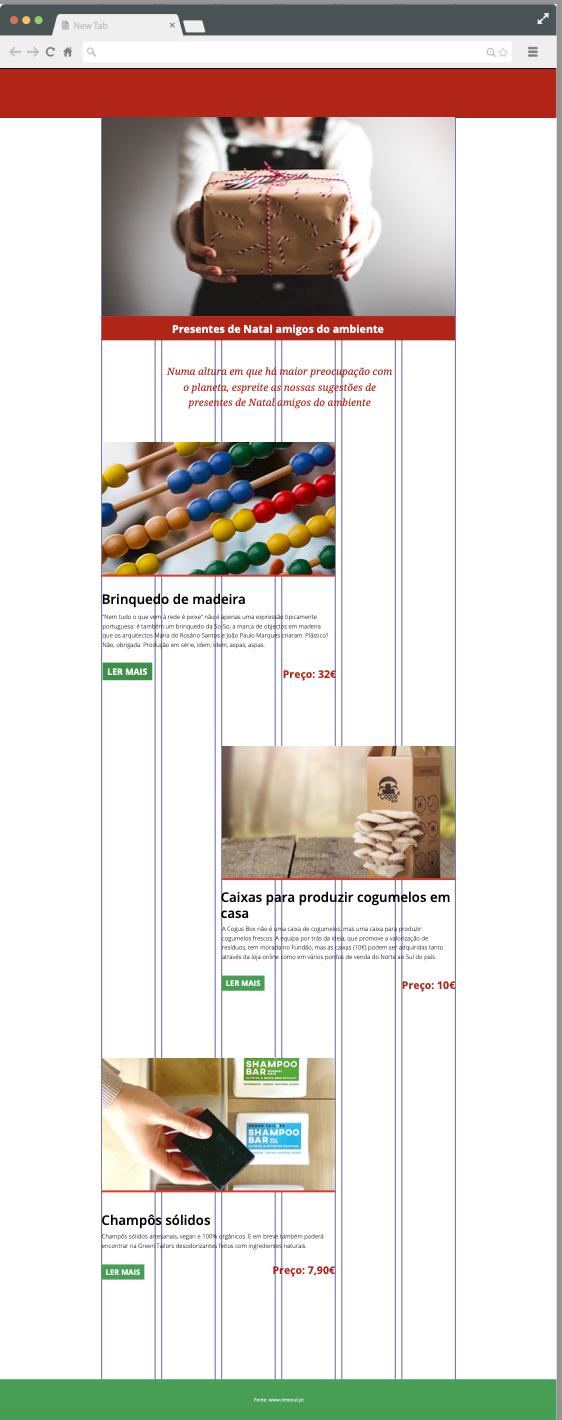 New Tab
Presentes de Natal amigos do ambiente
Numa altura em que há maior preocupação com
o planeta, espreite as nossas sugestões de
presentes de Natal amigos do ambiente
Brinquedo de madeira
"Nem tudo o que vem à rede é peixe" não é apenas uma expressão tipicamente
portuguesa: é também um brinquedo da So-So, a marca de objectos em madeira
que os arquitectos Maria do Rosário Santos e João Paulo Marques criaram. Plástico?
Não, obrigada. Produção em série, idem, idem, aspas, aspas.
LER MAIS
Preço: 32€
Cogus
BOX
Caixas para produzir cogumelos em
casa
A Cogus Box não é uma caixa de cogumelos, mas uma caixa para produzir
cogumelos frescos. A equipa por trás da ideia, que promove a valorização de
resíduos, tem morada no Fundão, mas as caixas (10€) podem ser adquiridas tanto
através da loja online como em vários pontos de venda do Norte ao Sul do país.
LER MAIS
Preço: 10€
SHAMPOO
BAR
SHAMPOO
BAR
Champôs sólidos
Champôs sólidos artesanais, vegan e 100% orgânicos. E em breve também poderá
encontrar na Green Tailors desodorizantes feitos com ingredientes naturais.
LER MAIS
Preço: 7,90€
Fonte: www.timeout.pt